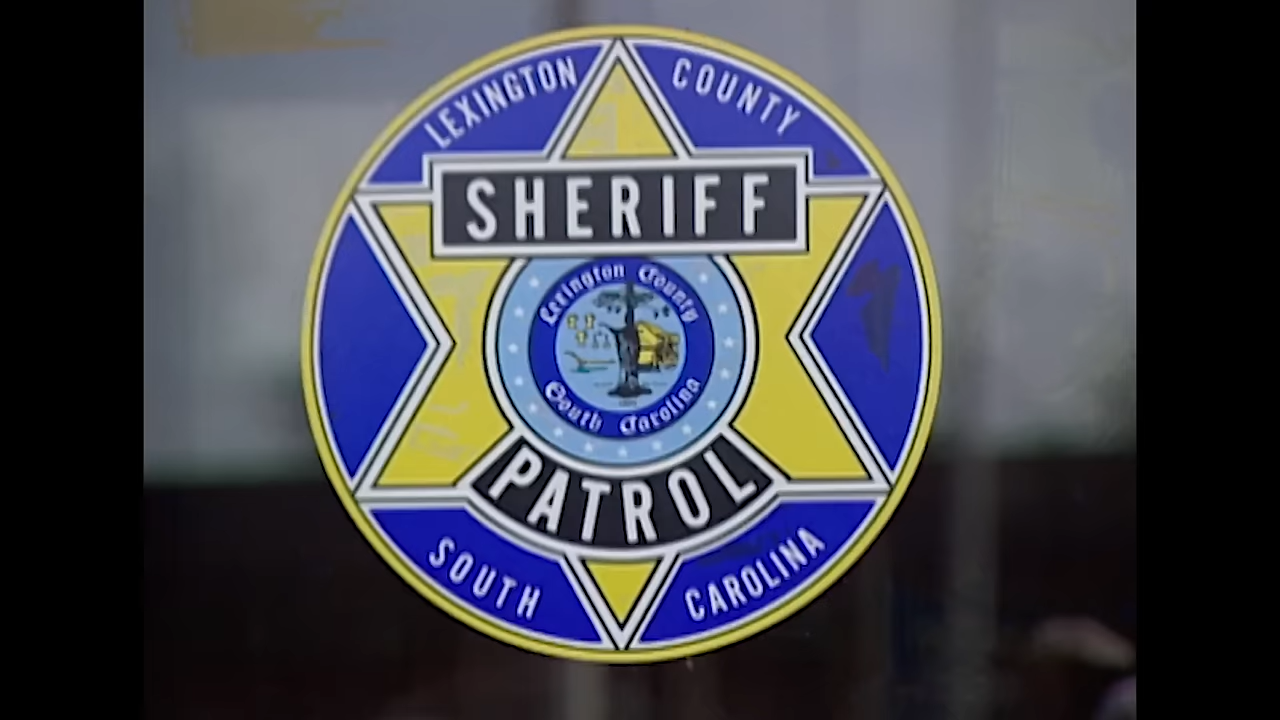 LEXINGTON COUNTY
SHERIFF
Lexington County
South Carolina
PATROL
SOUTH CAROLINA